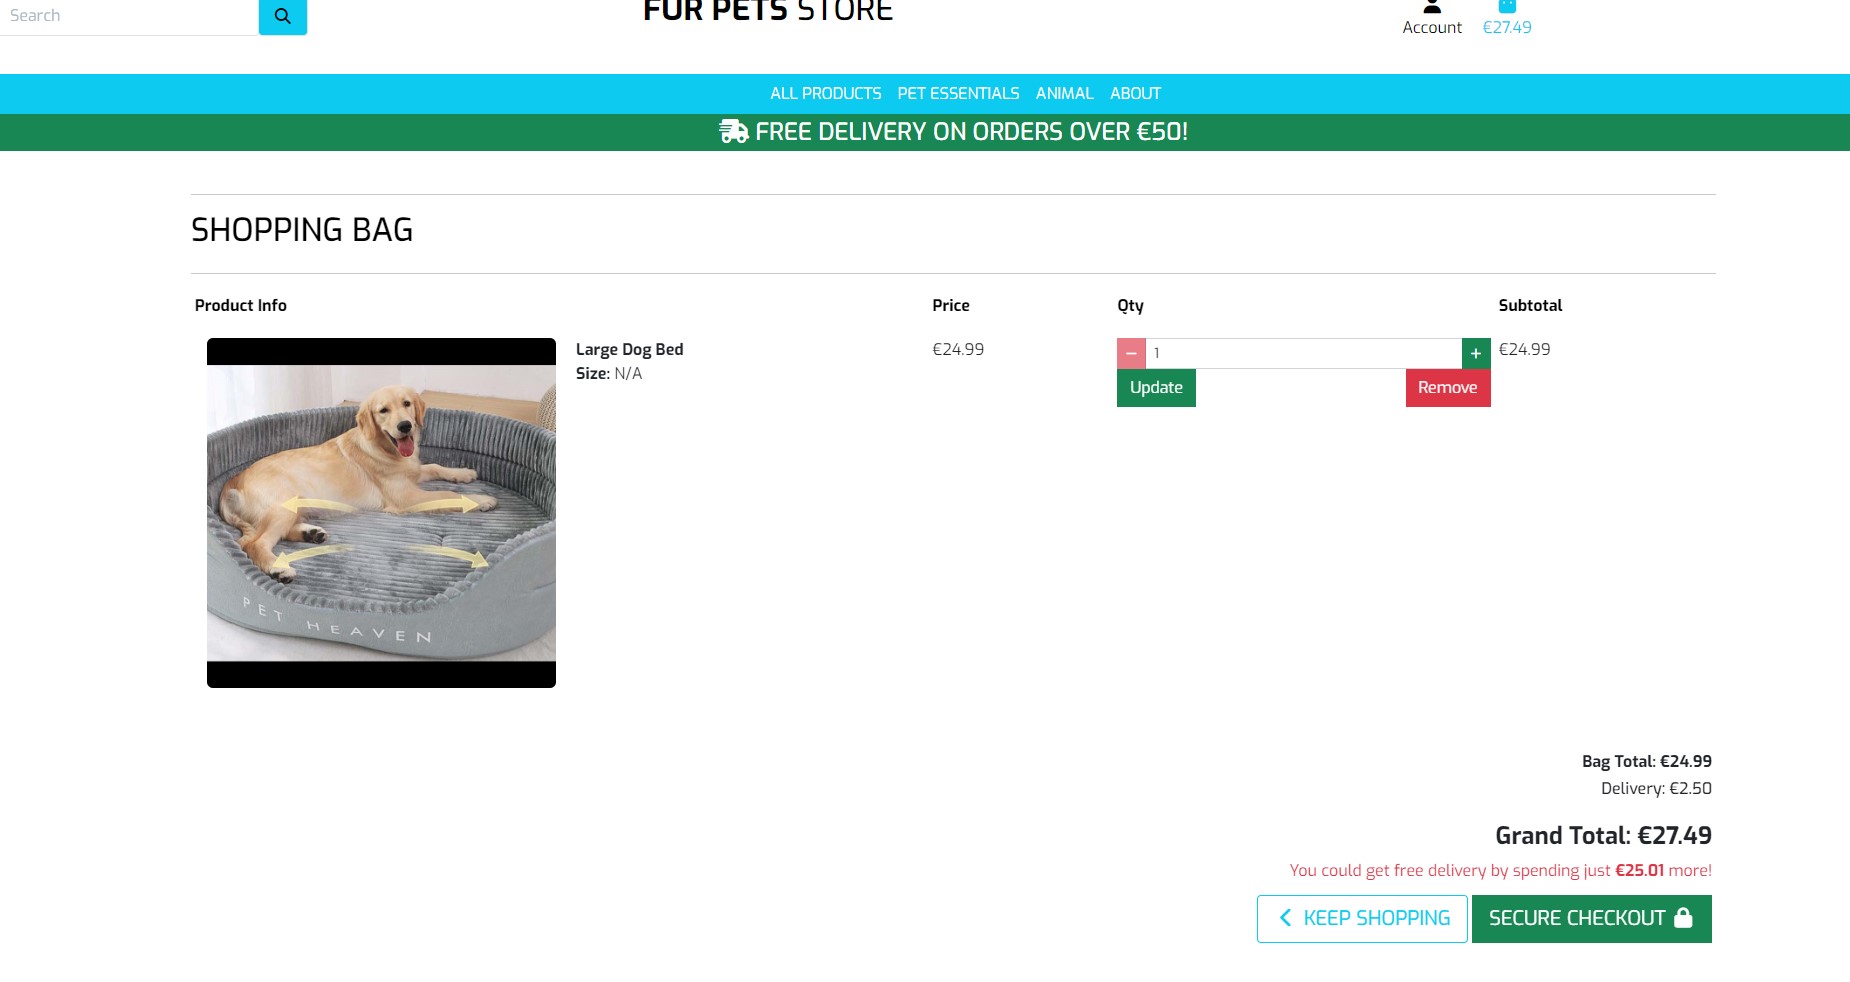 Search
FUR PETS STORE
Account
€27.49
ALL PRODUCTS PET ESSENTIALS ANIMAL ABOUT
FREE DELIVERY ON ORDERS OVER €50!
SHOPPING BAG
Product Info Price Qty Subtotal
Large Dog Bed €24.99 1 €24.99
Size: N/A
Update Remove
PET HEAVEN
Bag Total: €24.99
Delivery: €2.50
Grand Total: €27.49
You could get free delivery by spending just €25.01 more!
KEEP SHOPPING SECURE CHECKOUT